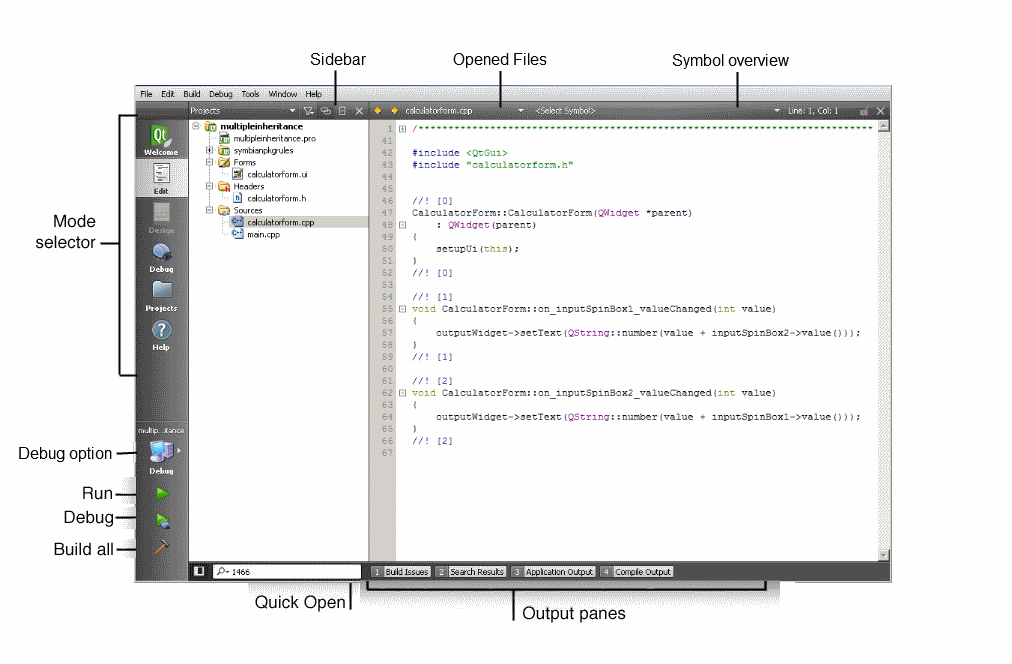 Sidebar
Opened Files
Symbol overview
File Edit Build Debug Tools Window Help
Projects
calculatorform.cpp
<Select Symbol>
Line: 1, Col: 1
Mode
selector
Welcome
Edit
Design
Debug
Projects
Help
multip...itance
Debug
Debug option
Run
Debug
Build all
multipleinheritance
multipleinheritance.pro
symbianpkgrules
Forms
calculatorform.ui
Headers
calculatorform.h
Sources
calculatorform.cpp
main.cpp
1
41
42 #include <QtGui>
43 #include "calculatorform.h"
44
45
46 //! [0]
47 CalculatorForm::CalculatorForm(QWidget *parent)
48 : QWidget(parent)
49 {
50 setupUi(this);
51 }
52 //! [0]
53
54 //! [1]
55 void CalculatorForm::on_inputSpinBox1_valueChanged(int value)
56 {
57 outputWidget->setText(QString::number(value + inputSpinBox2->value()));
58 }
59 //! [1]
60
61 //! [2]
62 void CalculatorForm::on_inputSpinBox2_valueChanged(int value)
63 {
64 outputWidget->setText(QString::number(value + inputSpinBox1->value()));
65 }
66 //! [2]
67
1466
1 Build Issues 2 Search Results 3 Application Output 4 Compile Output
Quick Open
Output panes